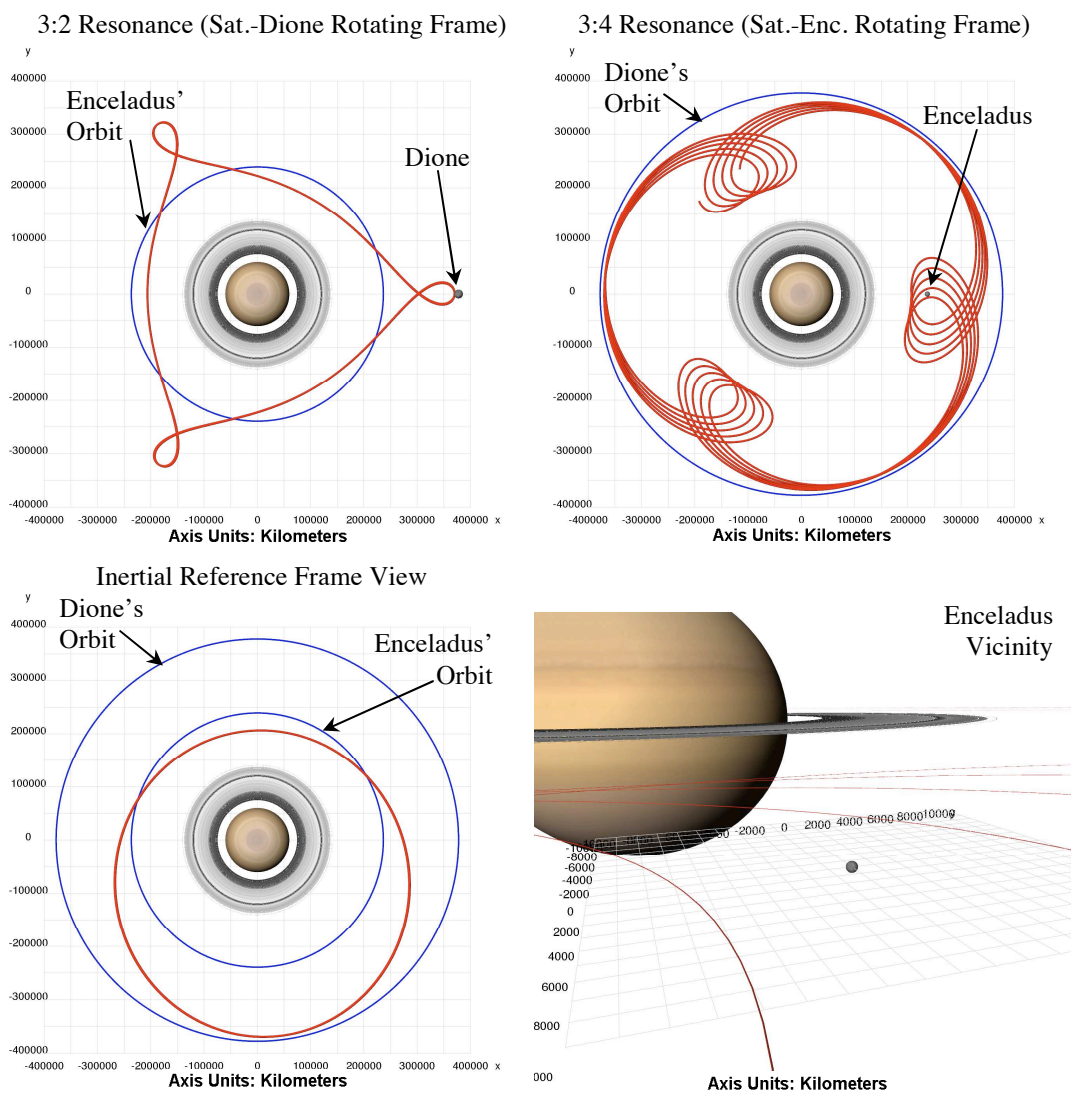 3:2 Resonance (Sat.-Dione Rotating Frame)
y
400000
300000
200000
100000
0
-100000
-200000
-300000
-400000
Enceladus’
Orbit
Dione
-400000 -300000 -200000 -100000 0 100000 200000 300000 400000 x
Axis Units: Kilometers
3:4 Resonance (Sat.-Enc. Rotating Frame)
y
400000
300000
200000
100000
0
-100000
-200000
-300000
-400000
Dione’s
Orbit
Enceladus
-400000 -300000 -200000 -100000 0 100000 200000 300000 400000 x
Axis Units: Kilometers
Inertial Reference Frame View
y
400000
300000
200000
100000
0
-100000
-200000
-300000
-400000
Dione’s
Orbit
Enceladus’
Orbit
-400000 -300000 -200000 -100000 0 100000 200000 300000 400000 x
Axis Units: Kilometers
Enceladus
Vicinity
-2000 0 2000 4000 6000 8000 10000
-8000
-6000
-4000
-2000
0
2000
4000
6000
8000
Axis Units: Kilometers